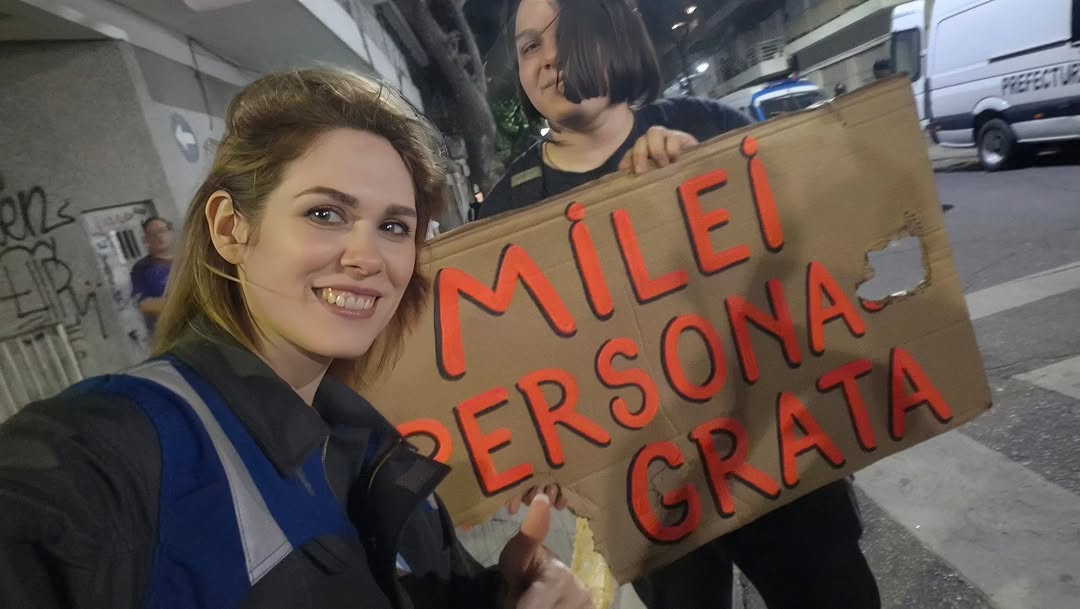 MiLEi
PERSONA
GRATA
PREFECTUR